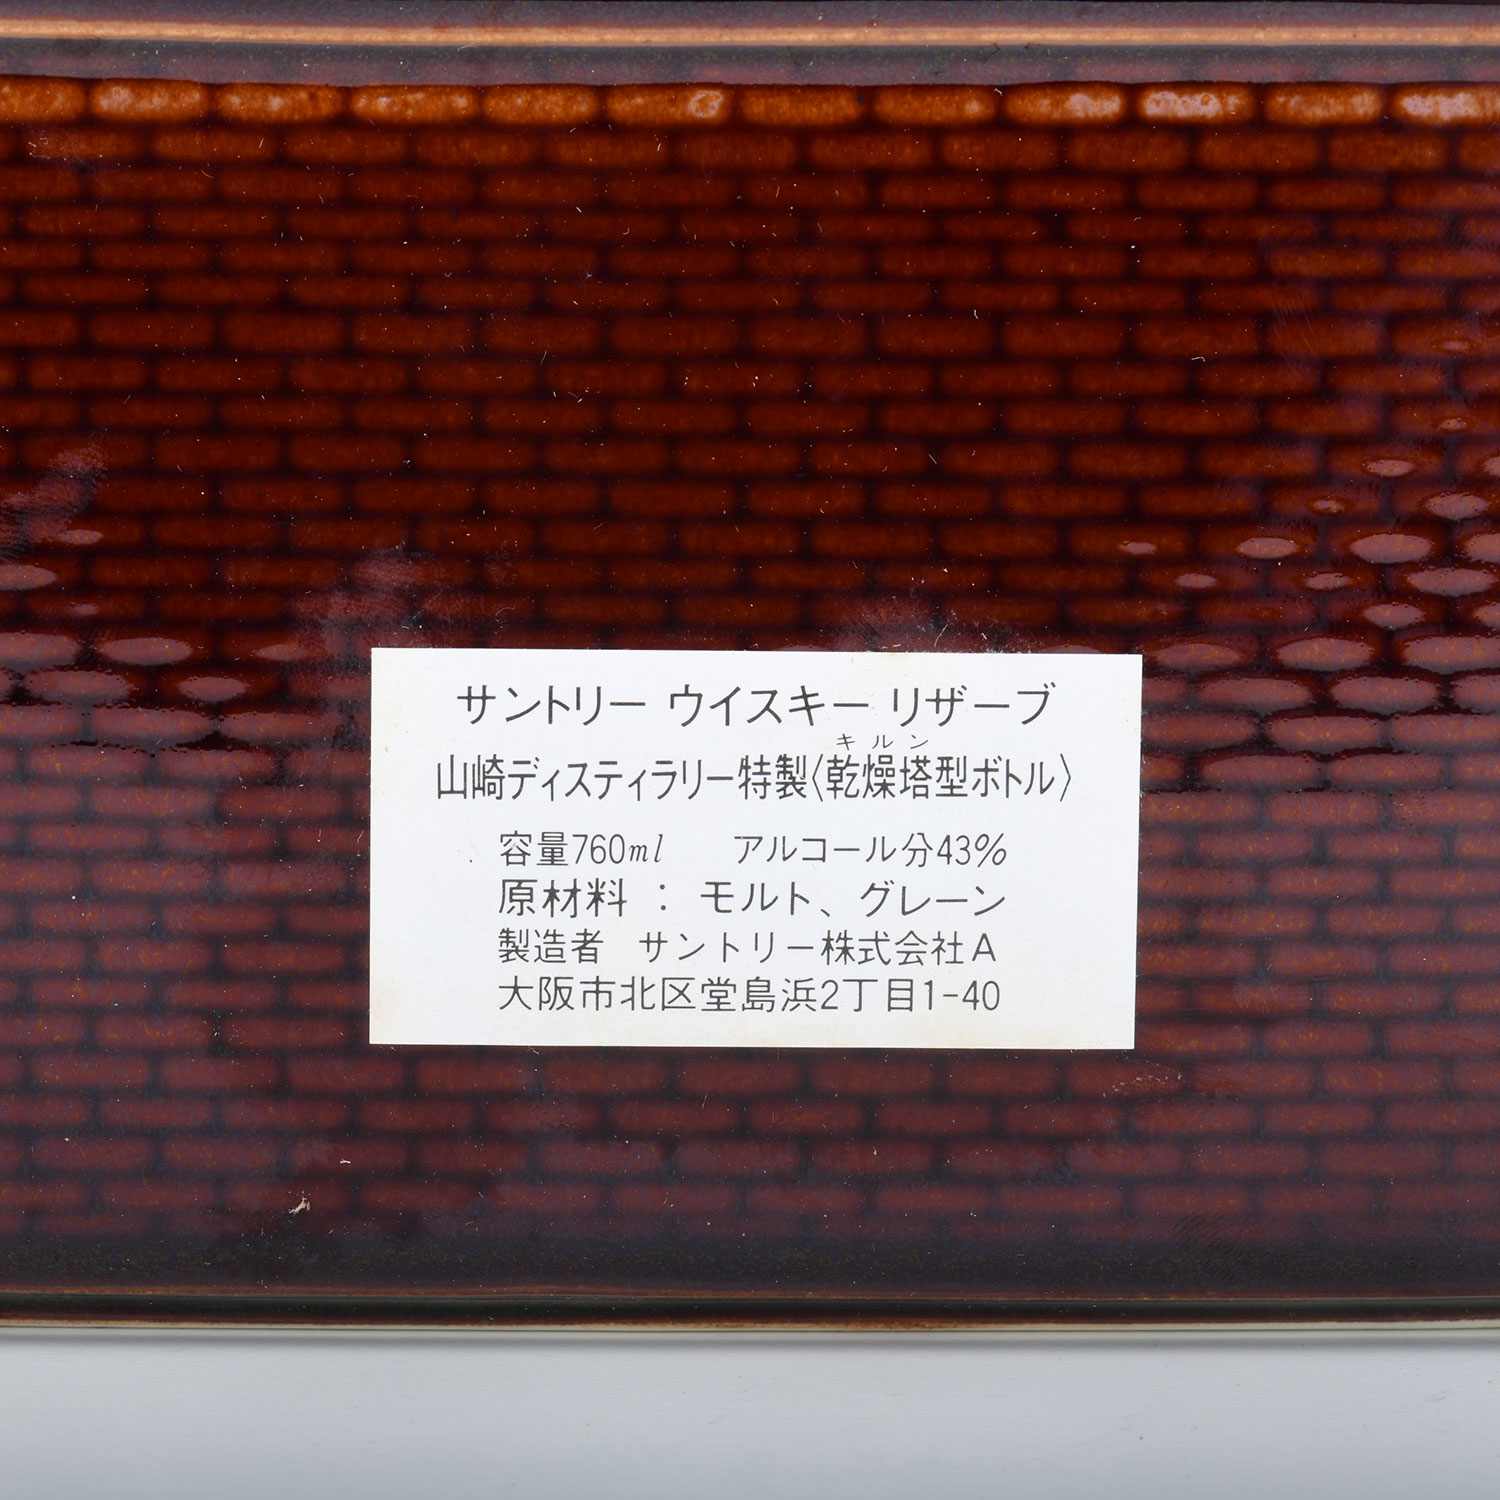 サントリー ウイスキー リザーブ
キルン
山崎ディスティラリー特製〈乾燥塔型ボトル〉
容量760ml アルコール分43%
原材料:モルト、グレーン
製造者 サントリー株式会社A
大阪市北区堂島浜2丁目1-40